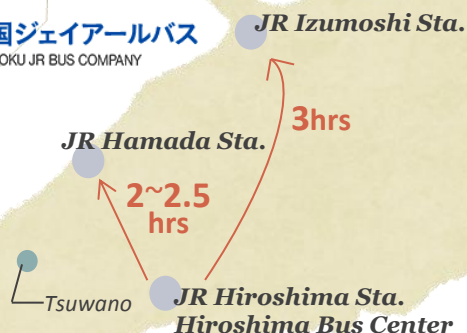 国ジェイアールバス
OKU JR BUS COMPANY
JR Izumoshi Sta.
3hrs
JR Hamada Sta.
2~2.5
hrs
Tsuwano
JR Hiroshima Sta.
Hiroshima Bus Center